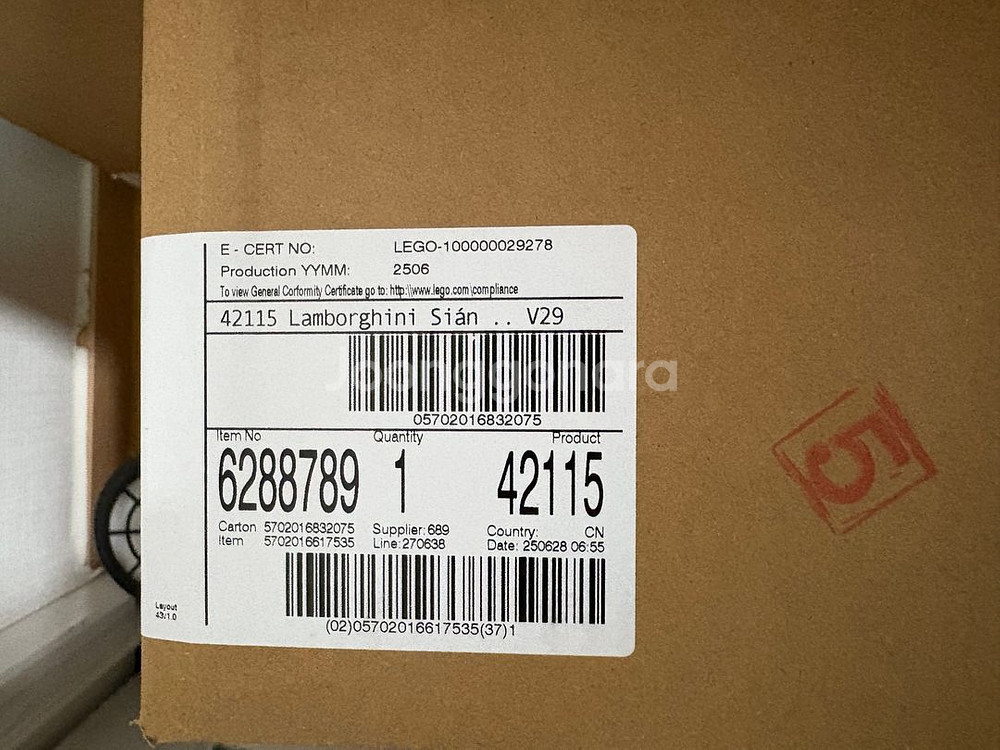 E - CERT NO: LEGO-100000029278
Production YYMM: 2506
To view General Corformity Certificate go to: http:\\www.lego.com\compliance
42115 Lamborghini Sián .. V29
05702016832075
Joonggonara
Item No Quantity Product
6288789 1 42115
Carton 5702016832075 Supplier: 689 Country: CN
Item 5702016617535 Line: 270638 Date: 250628 06:55
(02)05702016617535(37)1
Layout
43/1.0
5